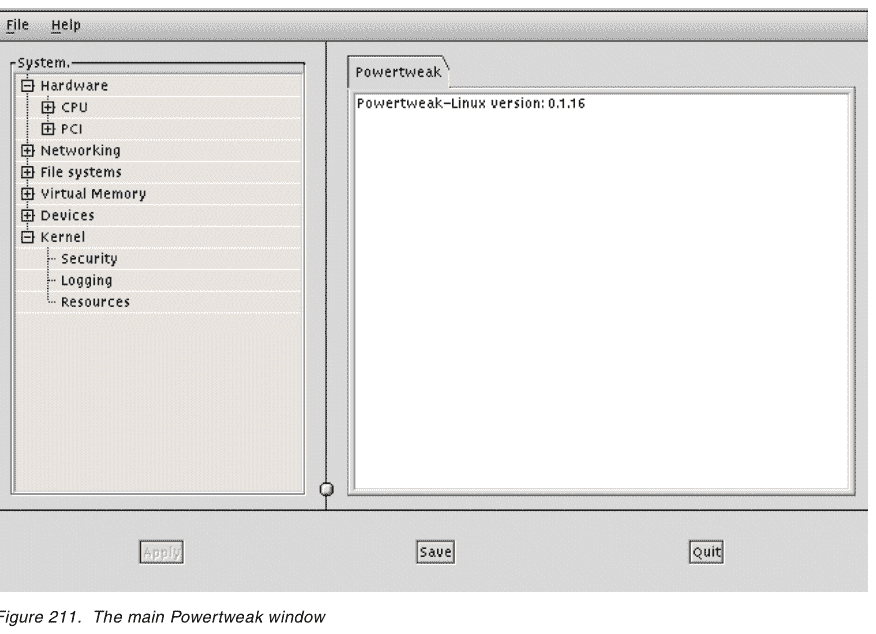 File Help
System.
Hardware
CPU
PCI
Networking
File systems
Virtual Memory
Devices
Kernel
Security
Logging
Resources
Powertweak
Powertweak-Linux version: 0.1.16
Apply Save Quit
Figure 211. The main Powertweak window